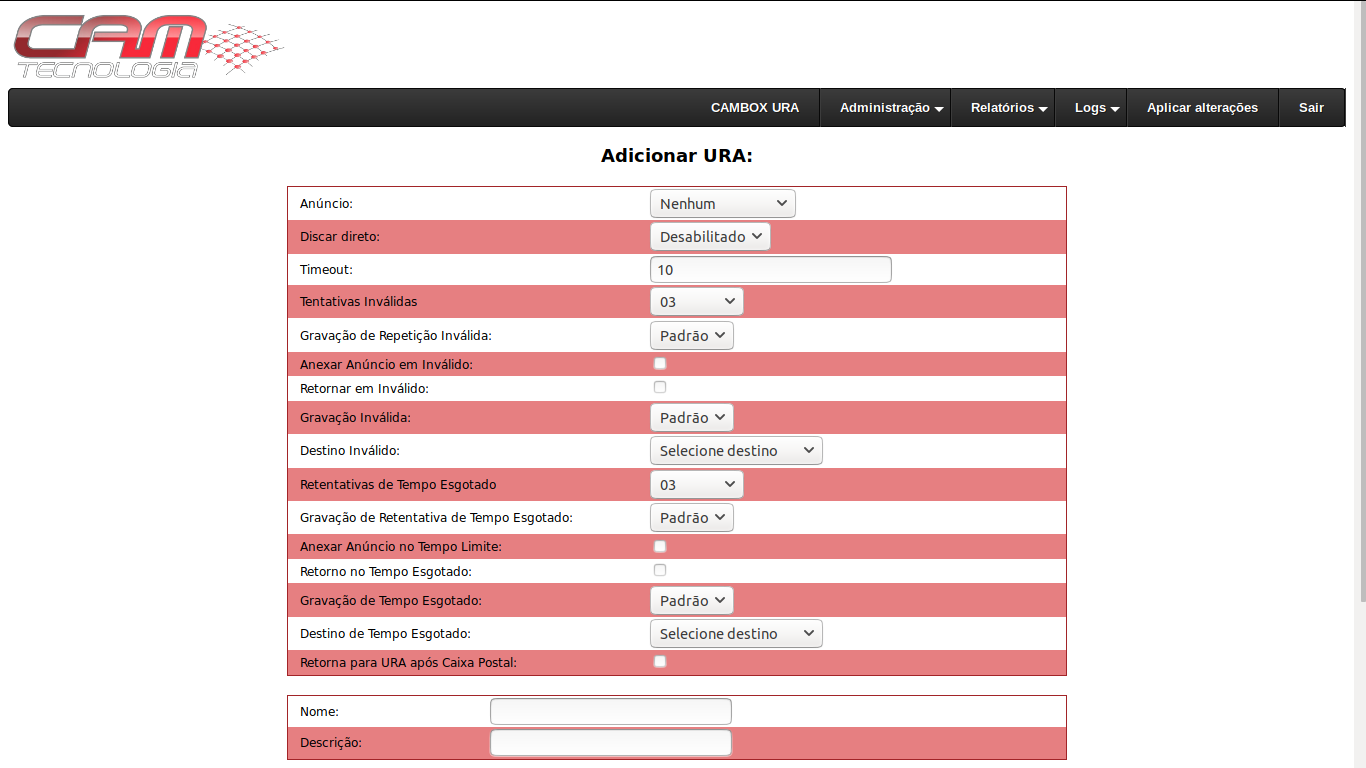 CAM
TECNOLOGIA
CAMBOX URA Administração Relatórios Logs Aplicar alterações Sair
Adicionar URA:
Anúncio: Nenhum
Discar direto: Desabilitado
Timeout: 10
Tentativas Inválidas 03
Gravação de Repetição Inválida: Padrão
Anexar Anúncio em Inválido:
Retornar em Inválido:
Gravação Inválida: Padrão
Destino Inválido: Selecione destino
Retentativas de Tempo Esgotado 03
Gravação de Retentativa de Tempo Esgotado: Padrão
Anexar Anúncio no Tempo Limite:
Retorno no Tempo Esgotado:
Gravação de Tempo Esgotado: Padrão
Destino de Tempo Esgotado: Selecione destino
Retorna para URA após Caixa Postal:
Nome:
Descrição: